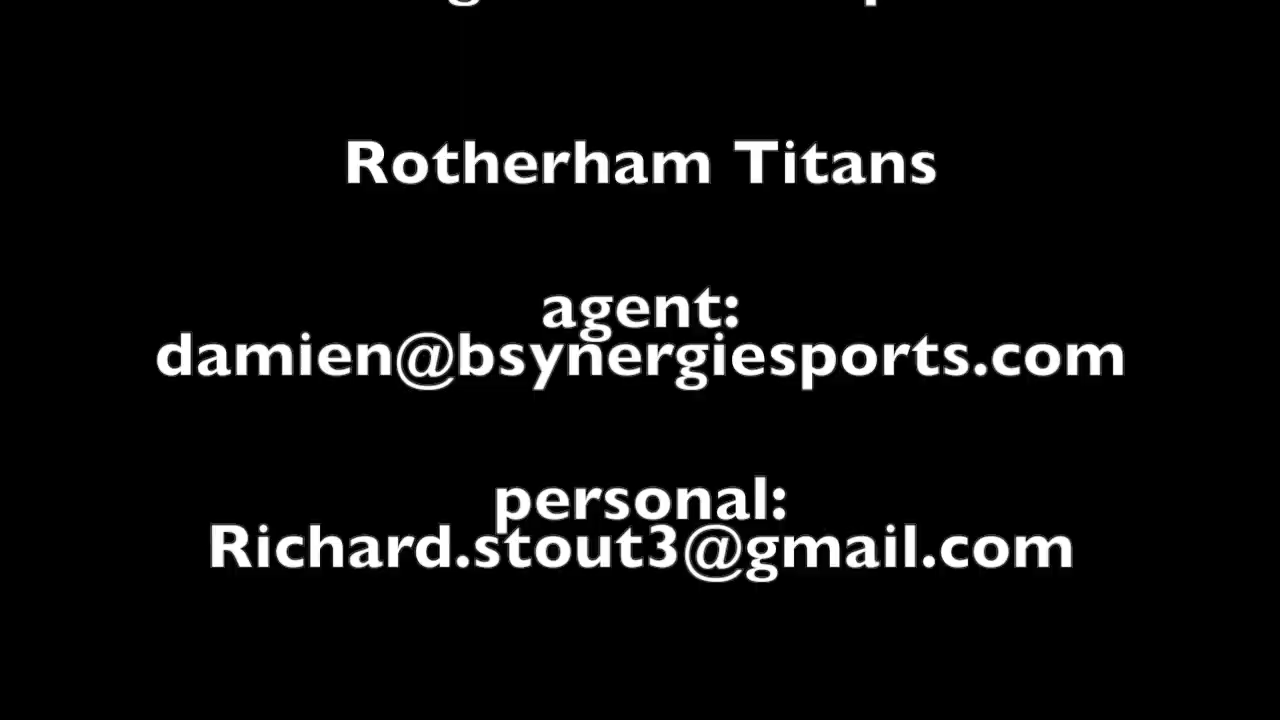 Rotherham Titans
agent:
damien@bsynergiesports.com
personal:
Richard.stout3@gmail.com